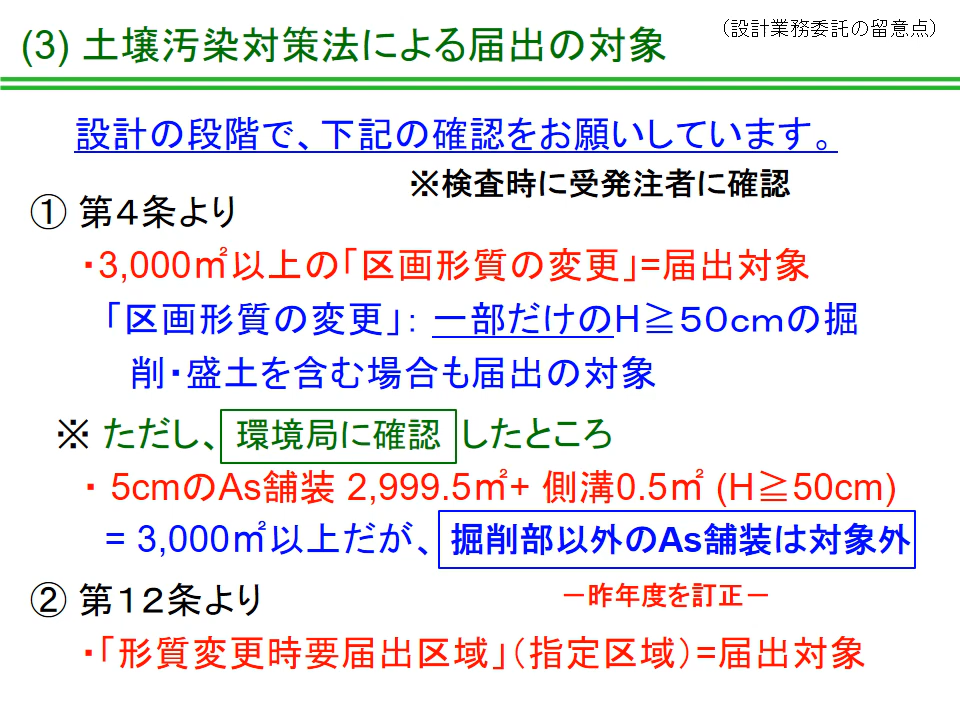 (3) 土壌汚染対策法による届出の対象
（設計業務委託の留意点）
設計の段階で、下記の確認をお願いしています。
※検査時に受発注者に確認
① 第４条より
・3,000㎡以上の「区画形質の変更」=届出対象
「区画形質の変更」： 一部だけのH≧５０ｃｍの掘
削・盛土を含む場合も届出の対象
※ ただし、環境局に確認したところ
・ 5cmのAs舗装 2,999.5㎡+ 側溝0.5㎡ (H≧50cm)
= 3,000㎡以上だが、掘削部以外のAs舗装は対象外
② 第１２条より
－昨年度を訂正－
・「形質変更時要届出区域」（指定区域）=届出対象